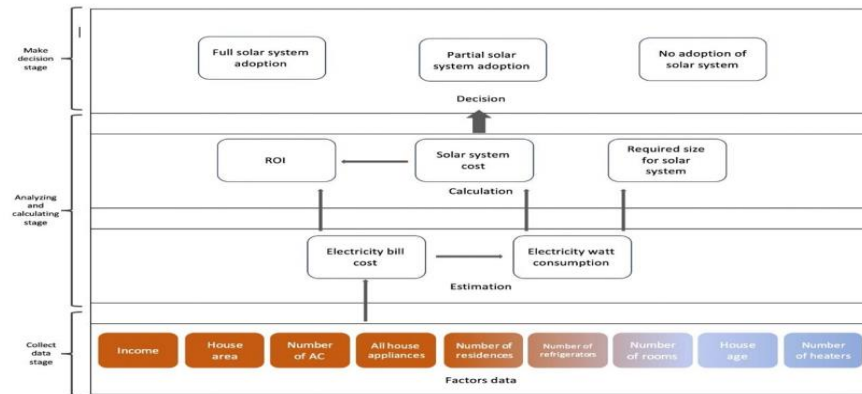 Make
decision
stage
Full solar system
adoption
Partial solar
system adoption
No adoption of
solar system
Decision
Analyzing
and
calculating
stage
ROI
Solar system
cost
Required size
for solar
system
Calculation
Electricity bill
cost
Electricity watt
consumption
Estimation
Collect
data
stage
Income
House
area
Number
of AC
All house
appliances
Number of
residences
Number of
refrigerators
Number
of rooms
House
age
Number
of heaters
Factors data